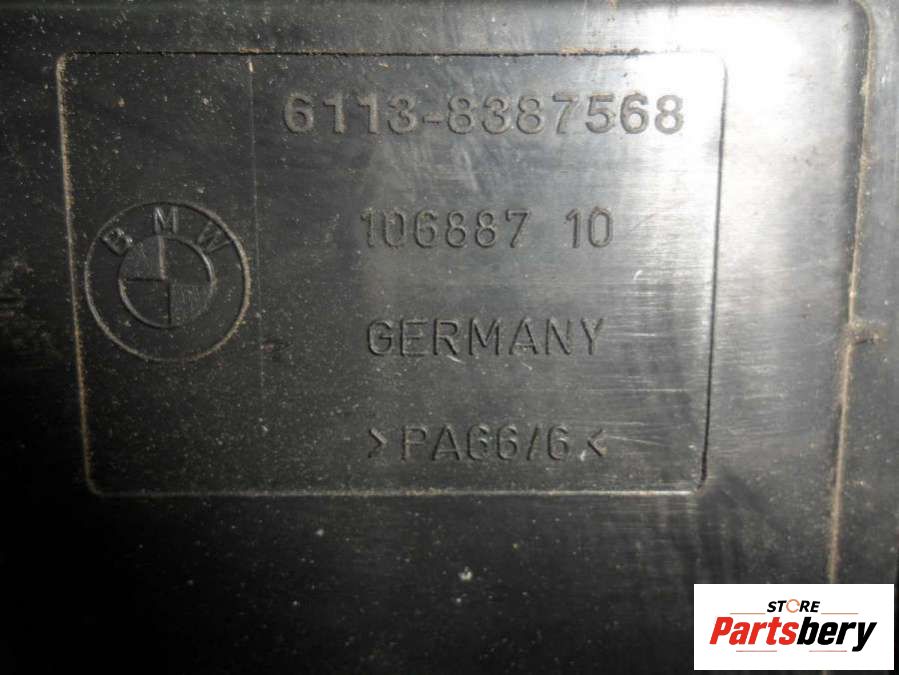 6113-8387568
BMW
106887 10
GERMANY
>PA66/6<
STORE
Partsbery